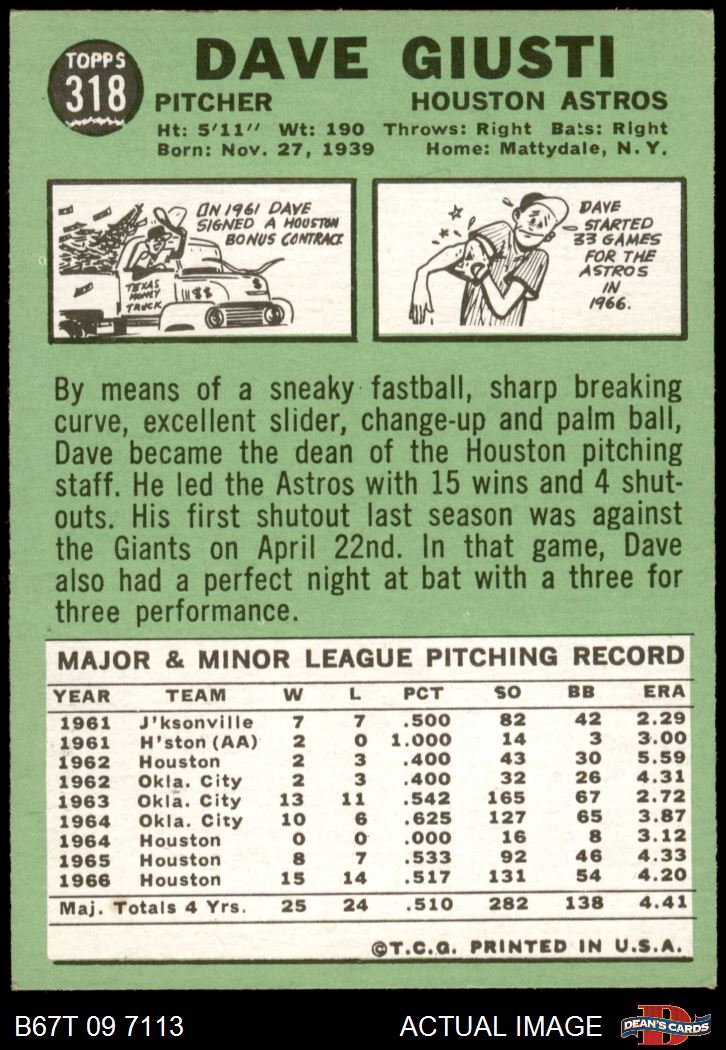 TOPPS
318
DAVE GIUSTI
PITCHER HOUSTON ASTROS
Ht: 5'11" Wt: 190 Throws: Right Bats: Right
Born: Nov. 27, 1939 Home: Mattydale, N. Y.
ON 1961 DAVE
SIGNED A HOUSTON
BONUS CONTRACT
TEXAS
MONEY
TRUCK
$$
DAVE
STARTED
33 GAMES
FOR THE
ASTROS
IN
1966.
By means of a sneaky fastball, sharp breaking
curve, excellent slider, change-up and palm ball,
Dave became the dean of the Houston pitching
staff. He led the Astros with 15 wins and 4 shut-
outs. His first shutout last season was against
the Giants on April 22nd. In that game, Dave
also had a perfect night at bat with a three for
three performance.
MAJOR & MINOR LEAGUE PITCHING RECORD
YEAR TEAM W L PCT SO BB ERA
1961 J'ksonville 7 7 .500 82 42 2.29
1961 H'ston (AA) 2 0 1.000 14 3 3.00
1962 Houston 2 3 .400 43 30 5.59
1962 Okla. City 2 3 .400 32 26 4.31
1963 Okla. City 13 11 .542 165 67 2.72
1964 Okla. City 10 6 .625 127 65 3.87
1964 Houston 0 0 .000 16 8 3.12
1965 Houston 8 7 .533 92 46 4.33
1966 Houston 15 14 .517 131 54 4.20
Maj. Totals 4 Yrs. 25 24 .510 282 138 4.41
©T.C.G. PRINTED IN U.S.A.
B67T 09 7113 ACTUAL IMAGE
D
DEAN'S CARDS